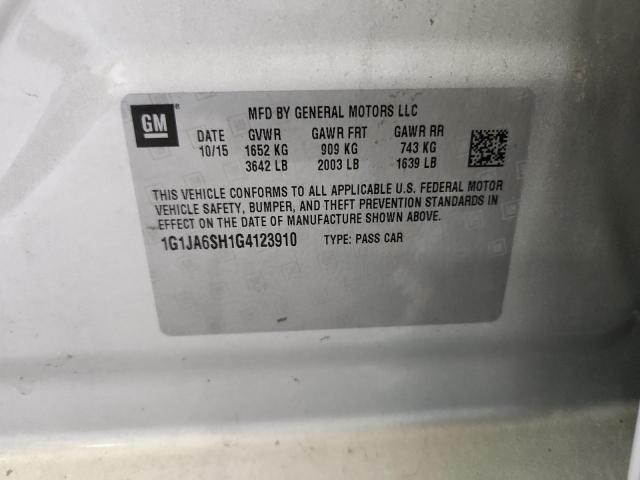 GM
MFD BY GENERAL MOTORS LLC
DATE GVWR GAWR FRT GAWR RR
10/15 1652 KG 909 KG 743 KG
3642 LB 2003 LB 1639 LB
THIS VEHICLE CONFORMS TO ALL APPLICABLE U.S. FEDERAL MOTOR
VEHICLE SAFETY, BUMPER, AND THEFT PREVENTION STANDARDS IN
EFFECT ON THE DATE OF MANUFACTURE SHOWN ABOVE.
1G1JA6SH1G4123910 TYPE: PASS CAR